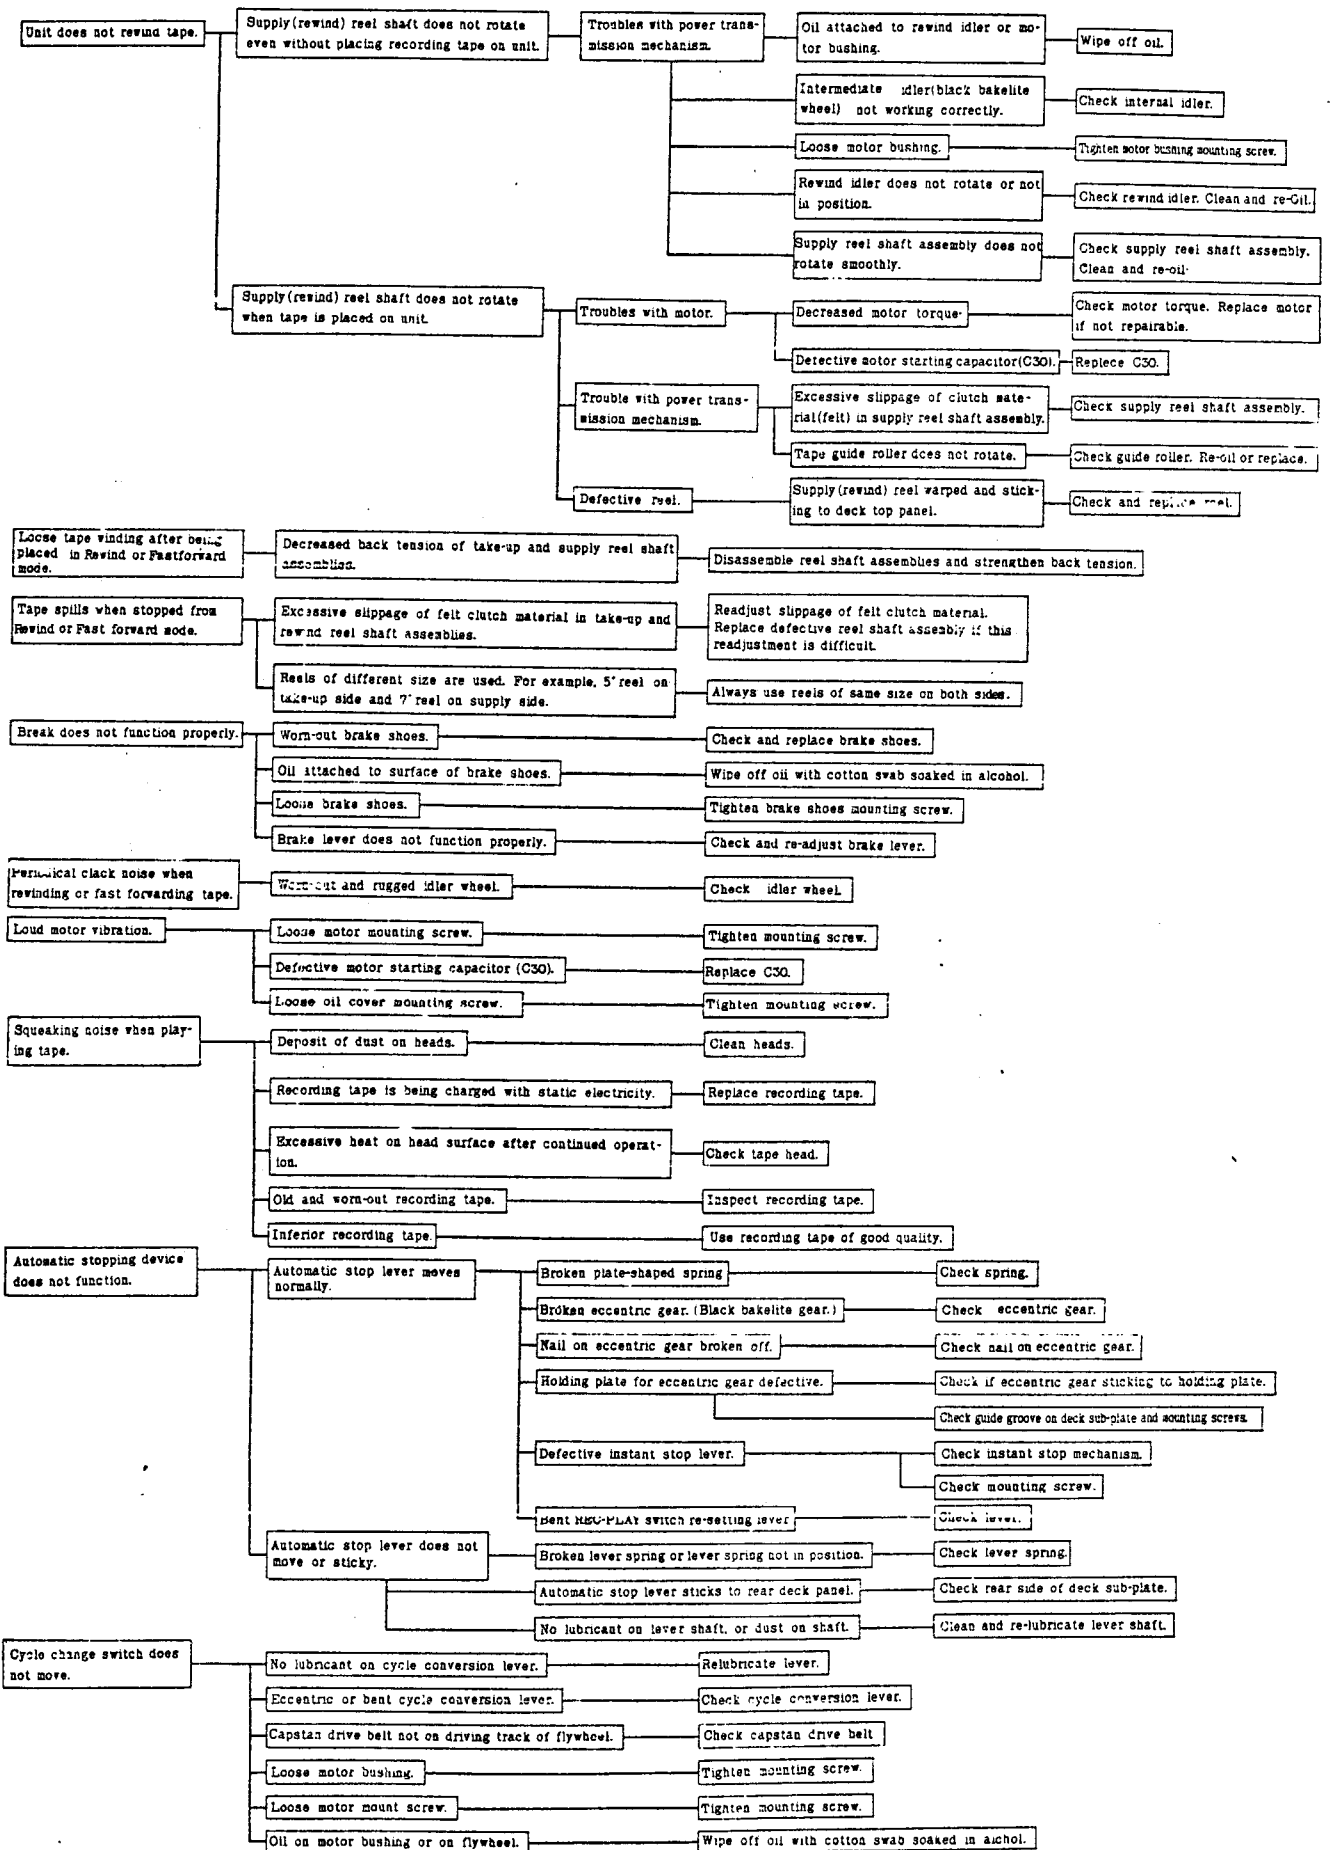 Unit does not rewind tape.
Supply(rewind) reel shaft does not rotate
even without placing recording tape on unit.
Troubles with power trans-
mission mechanism.
Oil attached to rewind idler or mo-
tor bushing.
Wipe off oil.
Intermediate idler(black bakelite
wheel) not working correctly.
Check internal idler.
Loose motor bushing.
Tighten motor bushing mounting screw.
Rewind idler does not rotate or not
in position.
Check rewind idler. Clean and re-Oil.
Supply reel shaft assembly does not
rotate smoothly.
Check supply reel shaft assembly.
Clean and re-oil.
Supply(rewind) reel shaft does not rotate
when tape is placed on unit.
Troubles with motor.
Decreased motor torque.
Check motor torque. Replace motor
if not repairable.
Defective motor starting capacitor(C30).
Replece C30.
Trouble with power trans-
mission mechanism.
Excessive slippage of clutch mate-
rial(felt) in supply reel shaft assembly.
Check supply reel shaft assembly.
Tape guide roller does not rotate.
Check guide roller. Re-oil or replace.
Defective reel.
Supply(rewind) reel warped and stick-
ing to deck top panel.
Check and replace reel.
Loose tape winding after being
placed in Rewind or Fastforward
mode.
Decreased back tension of take-up and supply reel shaft
assemblies.
Disassemble reel shaft assemblies and strengthen back tension.
Tape spills when stopped from
Rewind or Fast forward mode.
Excessive slippage of felt clutch material in take-up and
rewind reel shaft assemblies.
Readjust slippage of felt clutch material.
Replace defective reel shaft assembly if this
readjustment is difficult.
Reels of different size are used. For example, 5" reel on
take-up side and 7" reel on supply side.
Always use reels of same size on both sides.
Break does not function properly.
Worn-out brake shoes.
Check and replace brake shoes.
Oil attached to surface of brake shoes.
Wipe off oil with cotton swab soaked in alcohol.
Loose brake shoes.
Tighten brake shoes mounting screw.
Brake lever does not function properly.
Check and re-adjust brake lever.
Periodical clack noise when
rewinding or fast forwarding tape.
Worn-out and rugged idler wheel.
Check idler wheel.
Loud motor vibration.
Loose motor mounting screw.
Tighten mounting screw.
Defective motor starting capacitor (C30).
Replace C30.
Loose oil cover mounting screw.
Tighten mounting screw.
Squeaking noise when play-
ing tape.
Deposit of dust on heads.
Clean heads.
Recording tape is being charged with static electricity.
Replace recording tape.
Excessive heat on head surface after continued operat-
ion.
Check tape head.
Old and worn-out recording tape.
Inspect recording tape.
Inferior recording tape.
Use recording tape of good quality.
Automatic stopping device
does not function.
Automatic stop lever moves
normally.
Broken plate-shaped spring
Check spring.
Broken eccentric gear. (Black bakelite gear.)
Check eccentric gear.
Nail on eccentric gear broken off.
Check nail on eccentric gear.
Holding plate for eccentric gear defective.
Check if eccentric gear sticking to holding plate.
Check guide groove on deck sub-plate and mounting screws.
Defective instant stop lever.
Check instant stop mechanism.
Check mounting screw.
Bent REC-PLAY switch re-setting lever
Check lever.
Automatic stop lever does not
move or sticky.
Broken lever spring or lever spring not in position.
Check lever spring.
Automatic stop lever sticks to rear deck panel.
Check rear side of deck sub-plate.
No lubricant on lever shaft, or dust on shaft.
Clean and re-lubricate lever shaft.
Cycle change switch does
not move.
No lubricant on cycle conversion lever.
Relubricate lever.
Eccentric or bent cycle conversion lever.
Check cycle conversion lever.
Capstan drive belt not on driving track of flywheel.
Check capstan drive belt
Loose motor bushing.
Tighten mounting screw.
Loose motor mount screw.
Tighten mounting screw.
Oil on motor bushing or on flywheel.
Wipe off oil with cotton swab soaked in alchol.